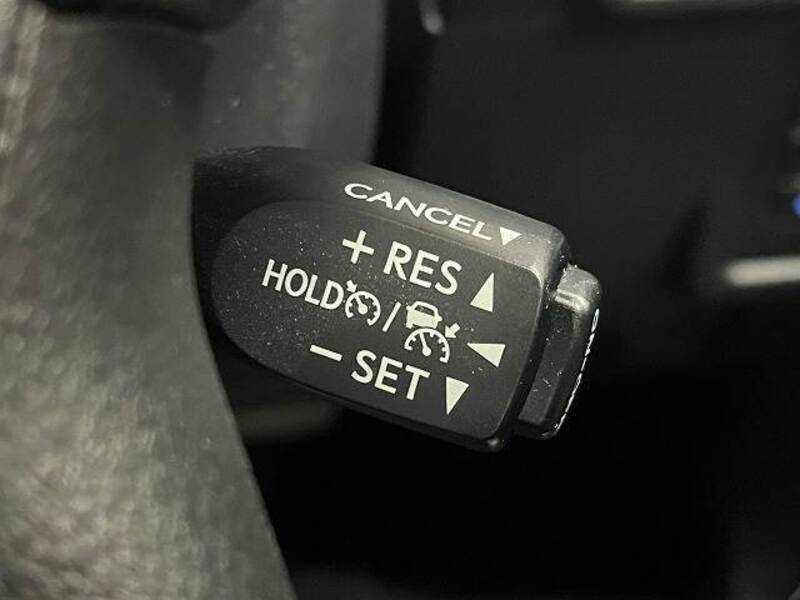 CANCEL
+ RES
HOLD /
− SET